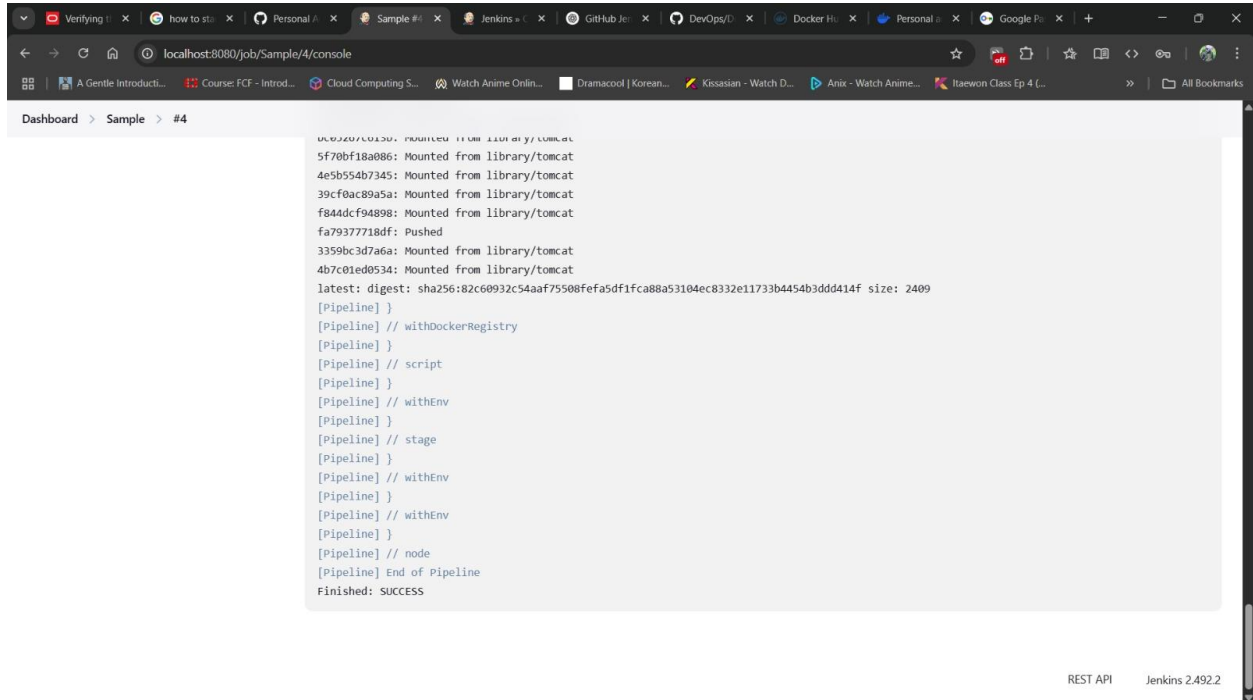 Verifying t
how to sta
Personal A
Sample #4
Jenkins »
GitHub Je
DevOps/D
Docker Hu
Personal a
Google Pa
localhost:8080/job/Sample/4/console
off
A Gentle Introducti...
Course: FCF - Introd...
Cloud Computing S...
Watch Anime Onlin...
Dramacool | Korean...
Kissasian - Watch D...
Anix - Watch Anime...
Itaewon Class Ep 4 (...
»
All Bookmarks
Dashboard > Sample > #4
Mounted from library/tomcat
5f70bf18a086: Mounted from library/tomcat
4e5b554b7345: Mounted from library/tomcat
39cf0ac89a5a: Mounted from library/tomcat
f844dcf94898: Mounted from library/tomcat
fa79377718df: Pushed
3359bc3d7a6a: Mounted from library/tomcat
4b7c01ed0534: Mounted from library/tomcat
latest: digest: sha256:82c60932c54aaf75508fefa5df1fca88a53104ec8332e11733b4454b3ddd414f size: 2409
[Pipeline] }
[Pipeline] // withDockerRegistry
[Pipeline] }
[Pipeline] // script
[Pipeline] }
[Pipeline] // withEnv
[Pipeline] }
[Pipeline] // stage
[Pipeline] }
[Pipeline] // withEnv
[Pipeline] }
[Pipeline] // withEnv
[Pipeline] }
[Pipeline] // node
[Pipeline] End of Pipeline
Finished: SUCCESS
REST API
Jenkins 2.492.2